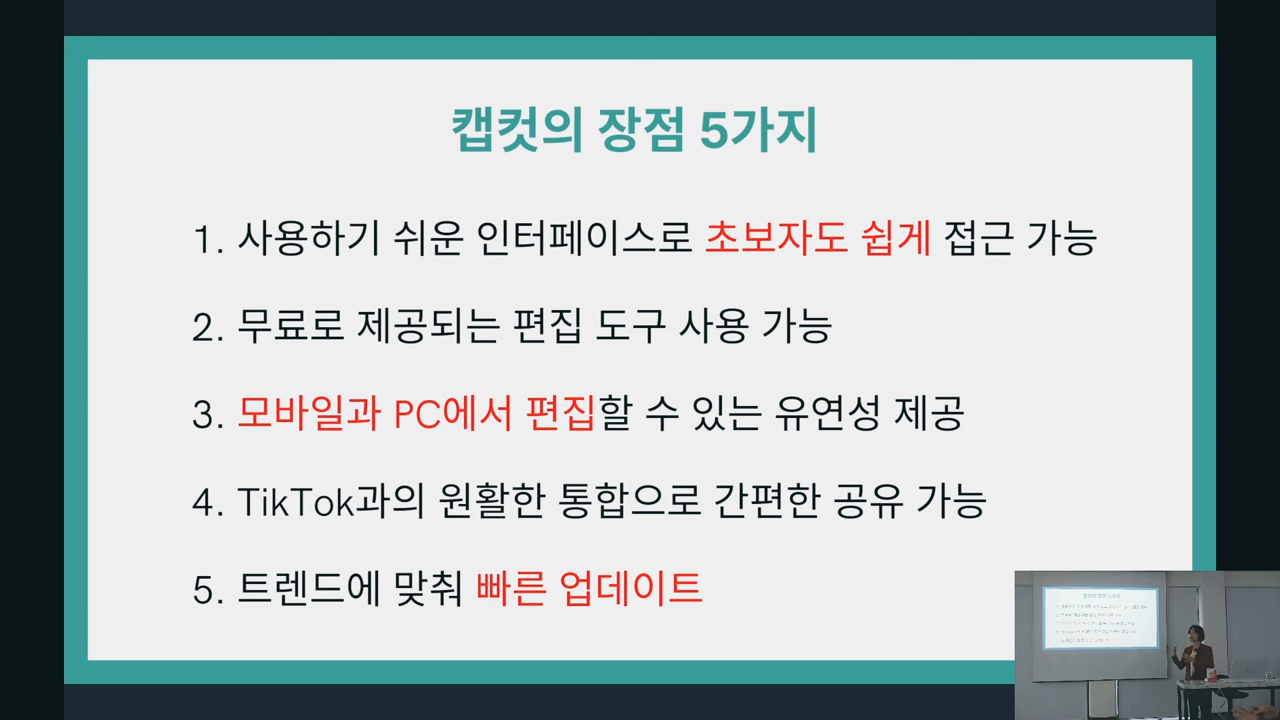 캡컷의 장점 5가지
1. 사용하기 쉬운 인터페이스로 초보자도 쉽게 접근 가능
2. 무료로 제공되는 편집 도구 사용 가능
3. 모바일과 PC에서 편집할 수 있는 유연성 제공
4. TikTok과의 원활한 통합으로 간편한 공유 가능
5. 트렌드에 맞춰 빠른 업데이트